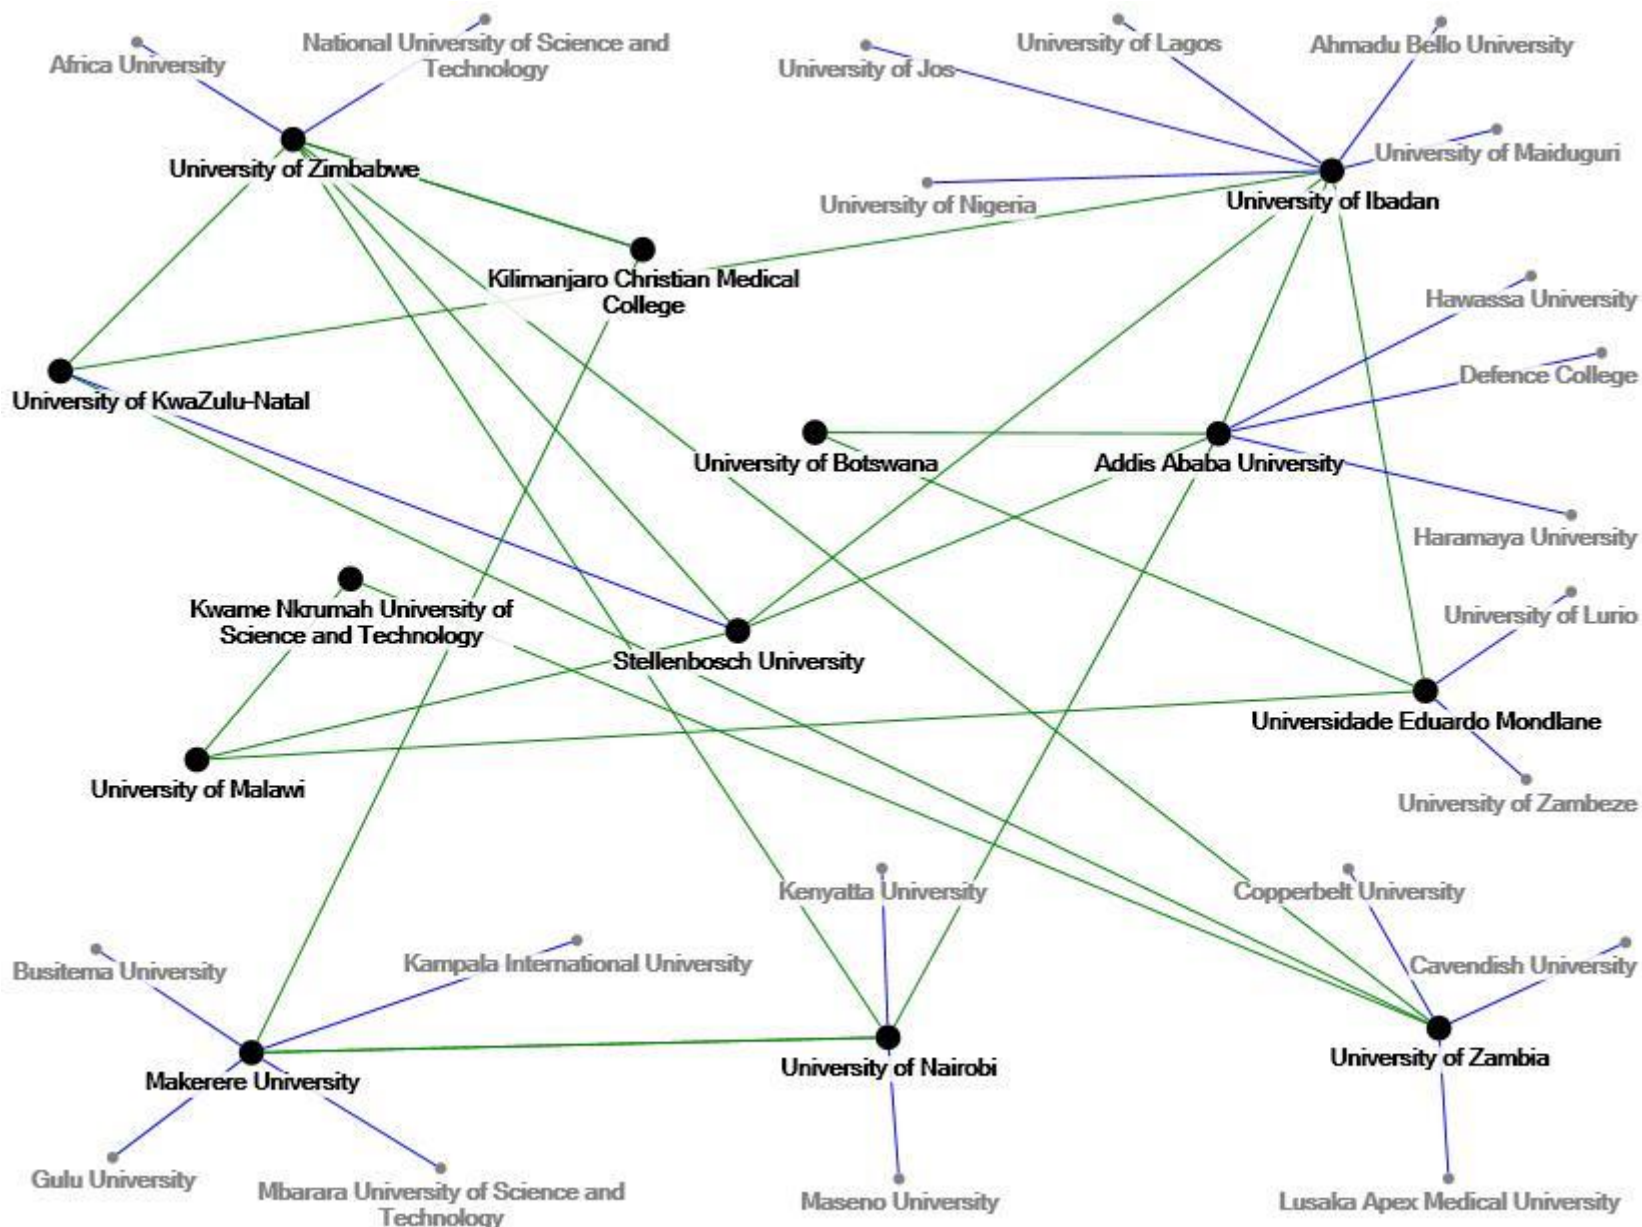 National University of Science and
Technology
Africa University
University of Lagos
Ahmadu Bello University
University of Jos
University of Maiduguri
University of Zimbabwe
University of Nigeria
University of Ibadan
Kilimanjaro Christian Medical
College
Hawassa University
Defence College
University of KwaZulu-Natal
University of Botswana
Addis Ababa University
Haramaya University
Kwame Nkrumah University of
Science and Technology
University of Lurio
Stellenbosch University
Universidade Eduardo Mondlane
University of Malawi
University of Zambeze
Kenyatta University
Copperbelt University
Busitema University
Kampala International University
Cavendish University
Makerere University
University of Nairobi
University of Zambia
Gulu University
Mbarara University of Science and
Technology
Maseno University
Lusaka Apex Medical University